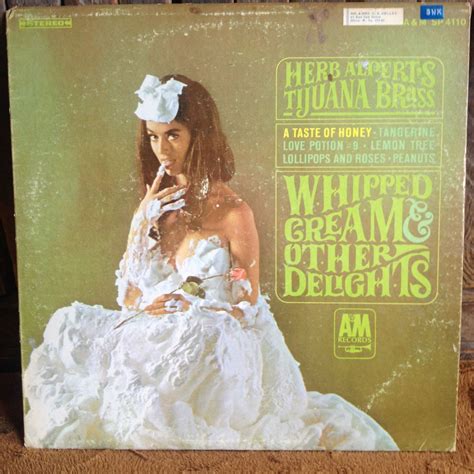 STEREO
A & M SP 4110
BWR
HERB ALPERT'S
TIJUANA BRASS
A TASTE OF HONEY • TANGERINE
LOVE POTION • 9 • LEMON TREE
LOLLIPOPS AND ROSES • PEANUTS
WHIPPED
CREAM &
OTHER
DELIGHTS
A&M
RECORDS